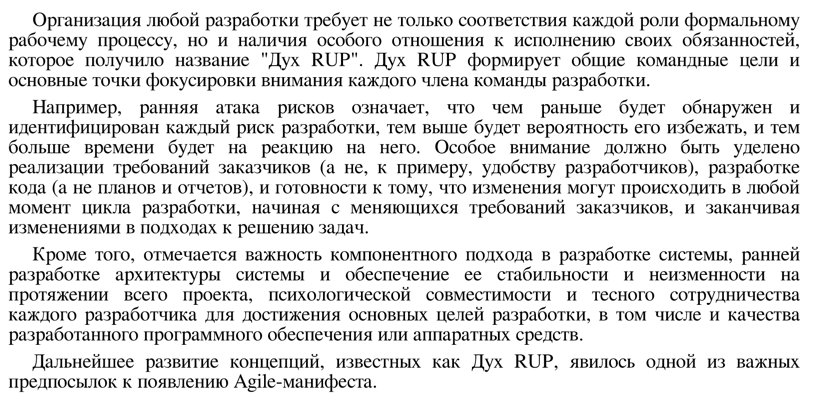 Организация любой разработки требует не только соответствия каждой роли формальному
рабочему процессу, но и наличия особого отношения к исполнению своих обязанностей,
которое получило название "Дух RUP". Дух RUP формирует общие командные цели и
основные точки фокусировки внимания каждого члена команды разработки.
Например, ранняя атака рисков означает, что чем раньше будет обнаружен и
идентифицирован каждый риск разработки, тем выше будет вероятность его избежать, и тем
больше времени будет на реакцию на него. Особое внимание должно быть уделено
реализации требований заказчиков (а не, к примеру, удобству разработчиков), разработке
кода (а не планов и отчетов), и готовности к тому, что изменения могут происходить в любой
момент цикла разработки, начиная с меняющихся требований заказчиков, и заканчивая
изменениями в подходах к решению задач.
Кроме того, отмечается важность компонентного подхода в разработке системы, ранней
разработке архитектуры системы и обеспечение ее стабильности и неизменности на
протяжении всего проекта, психологической совместимости и тесного сотрудничества
каждого разработчика для достижения основных целей разработки, в том числе и качества
разработанного программного обеспечения или аппаратных средств.
Дальнейшее развитие концепций, известных как Дух RUP, явилось одной из важных
предпосылок к появлению Agile-манифеста.